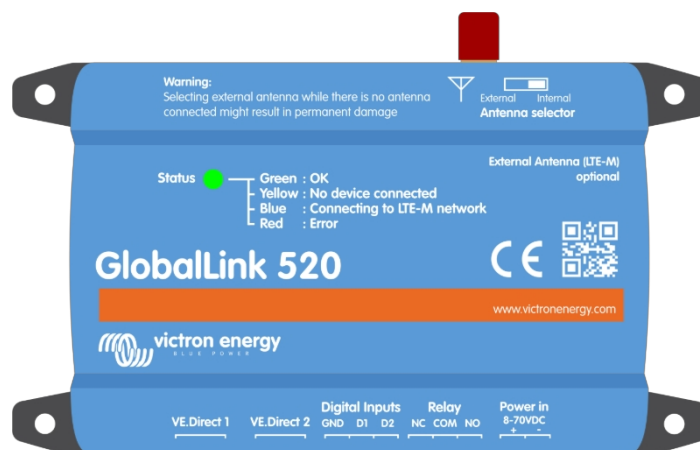 Warning:
Selecting external antenna while there is no antenna
connected might result in permanent damage
External Internal
Antenna selector
External Antenna (LTE-M)
optional
Status
Green : OK
Yellow : No device connected
Blue : Connecting to LTE-M network
Red : Error
GlobalLink 520
CE
www.victronenergy.com
victron energy
BLUE POWER
VE.Direct 1
VE.Direct 2
Digital Inputs
GND D1 D2
Relay
NC COM NO
Power in
8-70VDC
+ -